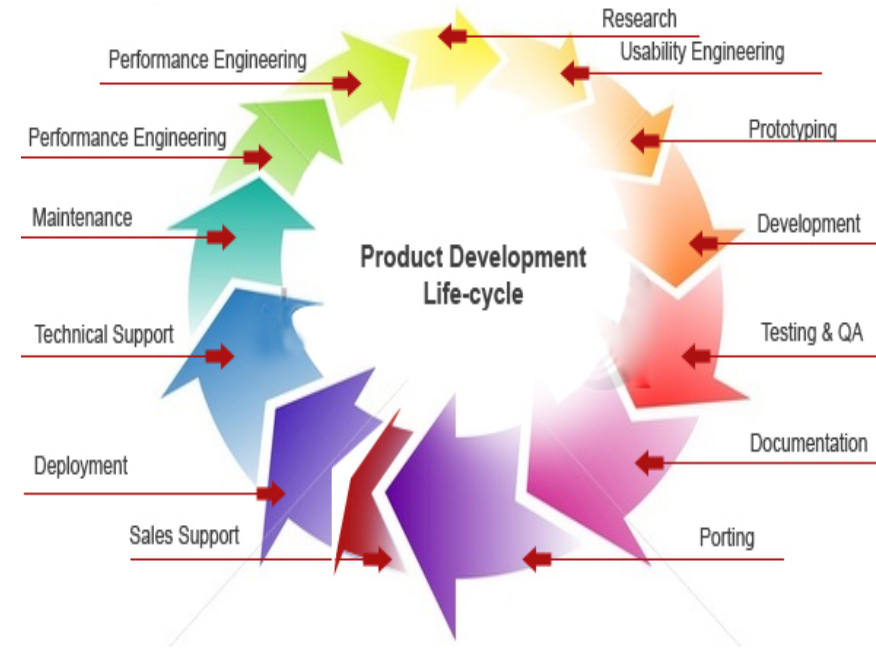 Research
Performance Engineering
Usability Engineering
Performance Engineering
Prototyping
Maintenance
Development
Product Development
Life-cycle
Technical Support
Testing & QA
Deployment
Documentation
Sales Support
Porting